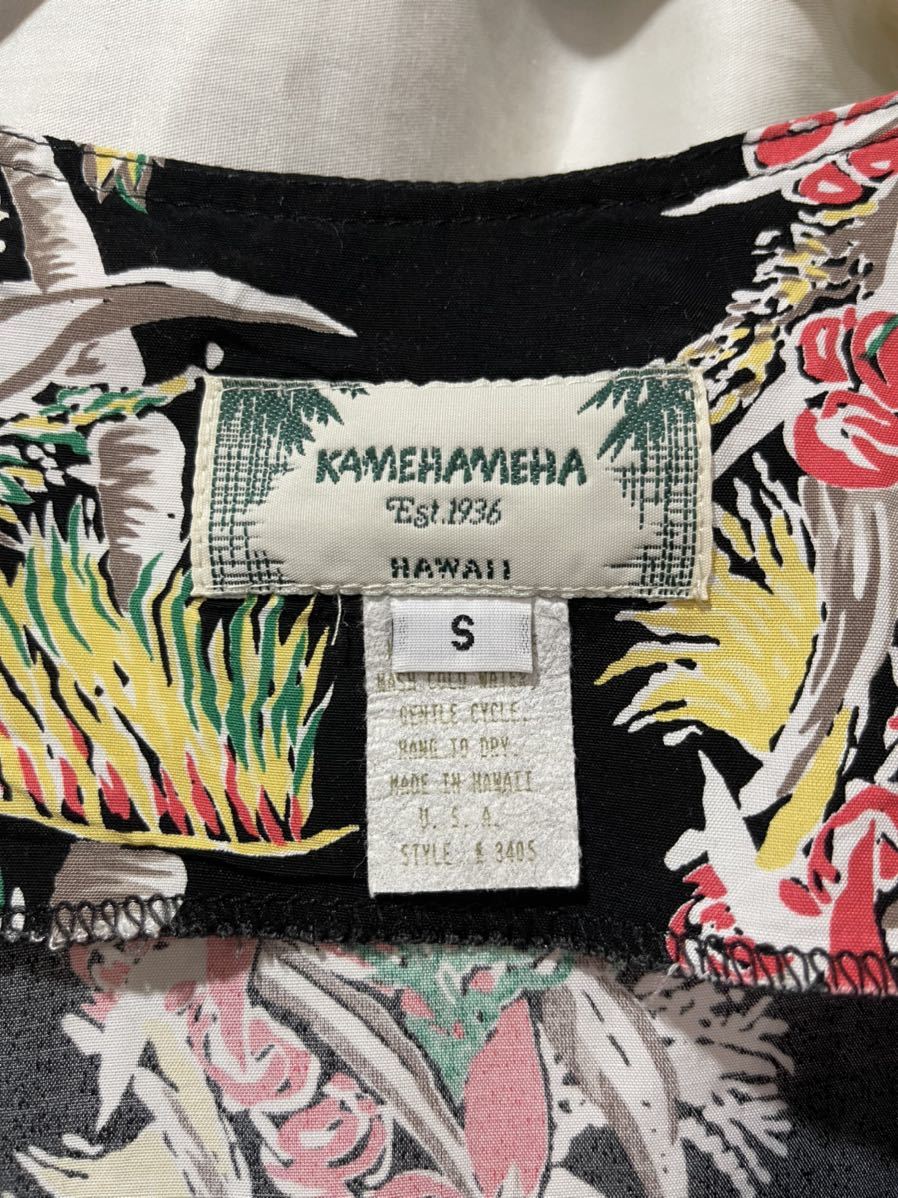 KAMEHAMEHA
Est.1936
HAWAII
S
WASH COLD WATER,
GENTLE CYCLE.
HANG TO DRY.
MADE IN HAWAII
U. S. A.
STYLE # 340S